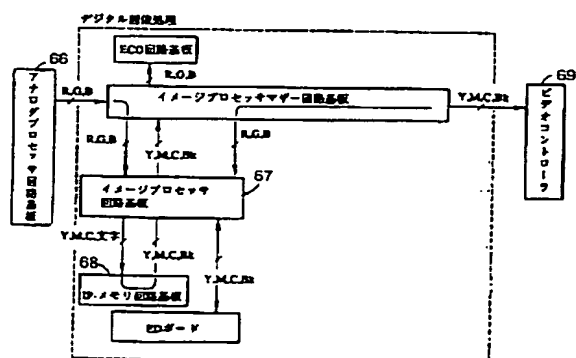 デジタル画像処理
66
69
ECO回路基板
R,G,B
R,G,B
イメージプロセッサマザー回路基板
Y,M,C,Bk
アナログプロセッサ回路基板
ビデオコントローラ
R,G,B
Y,M,C,Bk
R,G,B
67
イメージプロセッサ
回路基板
Y,M,C,文字
Y,M,C,Bk
Y,M,C,Bk
68
IP-メモリ回路基板
PDボード